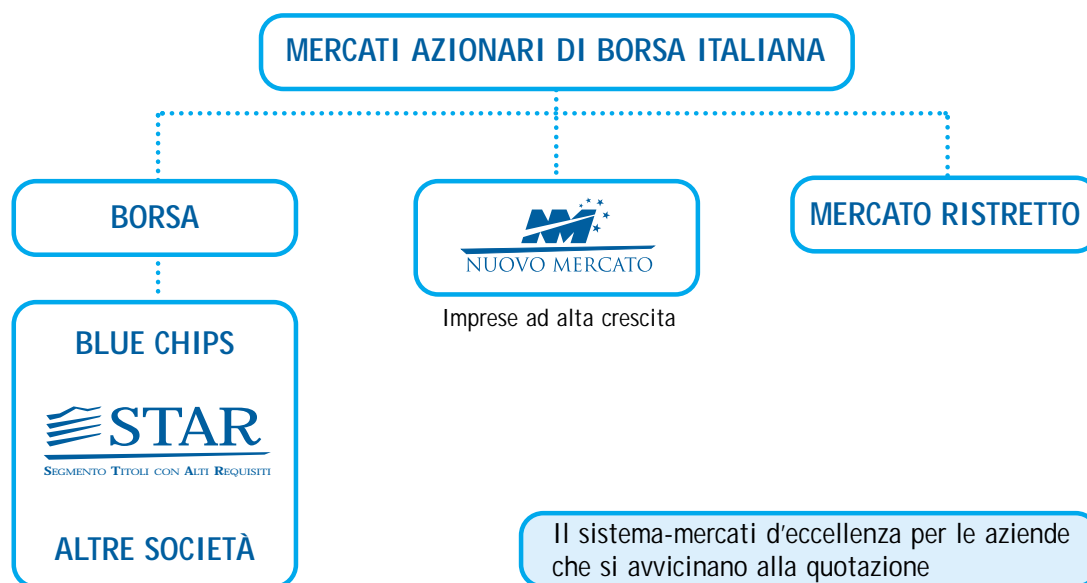 MERCATI AZIONARI DI BORSA ITALIANA
BORSA
NUOVO MERCATO
MERCATO RISTRETTO
Imprese ad alta crescita
BLUE CHIPS
STAR
SEGMENTO TITOLI CON ALTI REQUISITI
ALTRE SOCIETÀ
Il sistema-mercati d'eccellenza per le aziende
che si avvicinano alla quotazione